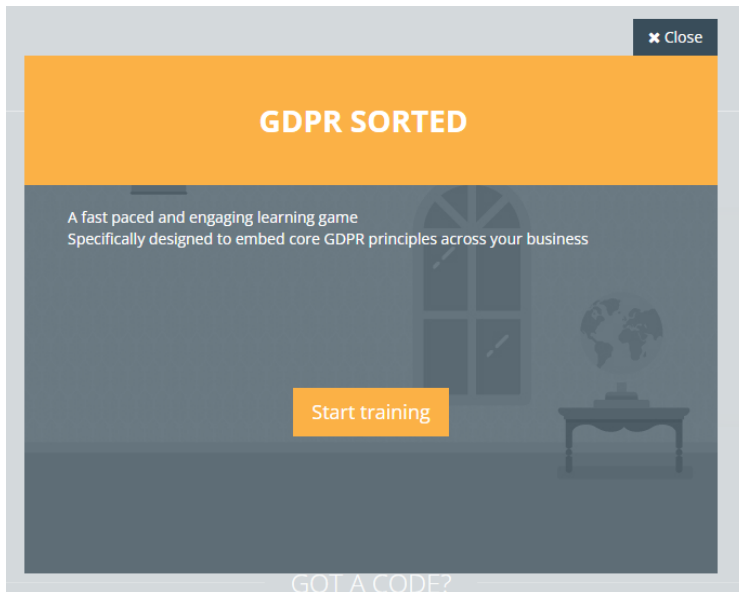 ✖ Close
GDPR SORTED
A fast paced and engaging learning game
Specifically designed to embed core GDPR principles across your business
Start training
GOT A CODE?